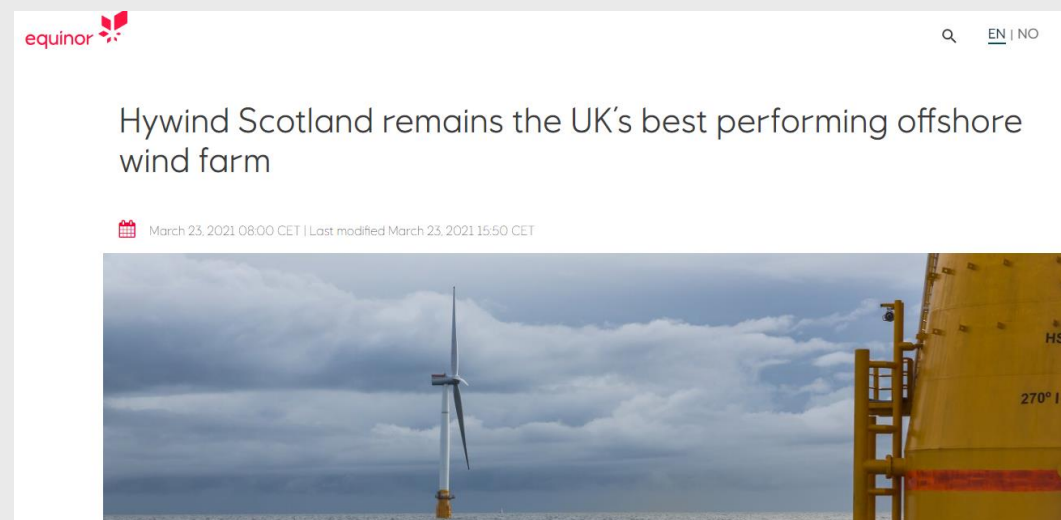 equinor
EN | NO
Hywind Scotland remains the UK´s best performing offshore
wind farm
March 23, 2021 08:00 CET | Last modified March 23, 2021 15:50 CET
HS
270° I